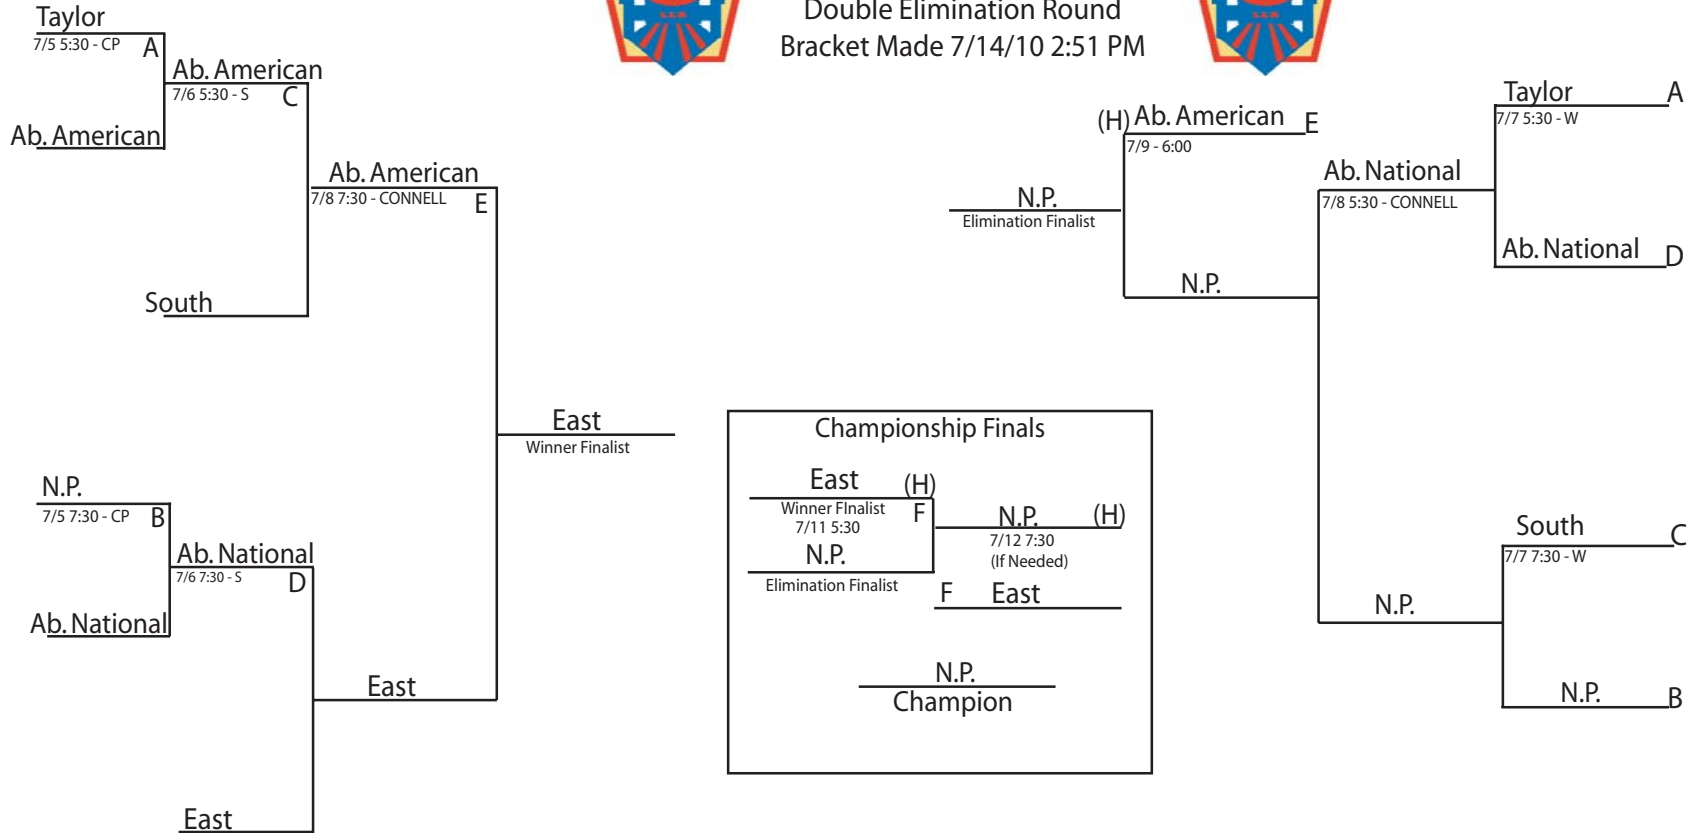 Double Elimination Round
Bracket Made 7/14/10 2:51 PM
Taylor
7/5 5:30 - CP
A
Ab. American
Ab. American
7/6 5:30 - S
C
South
Ab. American
7/8 7:30 - CONNELL
E
East
Winner Finalist
N.P.
7/5 7:30 - CP
B
Ab. National
Ab. National
7/6 7:30 - S
D
East
East
Championship Finals
East (H)
Winner FInalist F
7/11 5:30
N.P.
Elimination Finalist
N.P. (H)
7/12 7:30
(If Needed)
F East
N.P.
Champion
N.P.
Elimination Finalist
(H) Ab. American E
7/9 - 6:00
N.P.
Ab. National
7/8 5:30 - CONNELL
Taylor A
7/7 5:30 - W
Ab. National D
N.P.
South C
7/7 7:30 - W
N.P. B